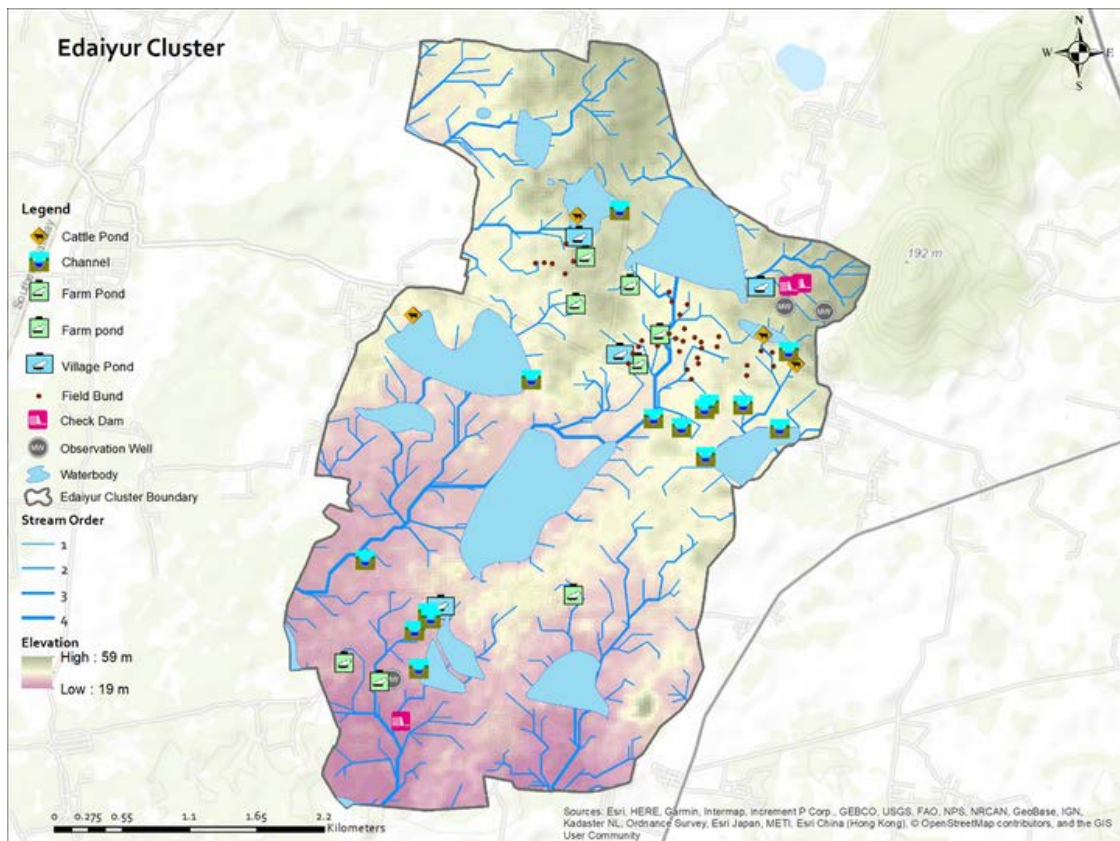 Edaiyur Cluster
N
W E
S
192 m
Legend
Cattle Pond
Channel
Farm Pond
Farm pond
Village Pond
Field Bund
Check Dam
MW Observation Well
Waterbody
Edaiyur Cluster Boundary
Stream Order
1
2
3
4
Elevation
High : 59 m
Low : 19 m
MW
MW
0 0.275 0.55 1.1 1.65 2.2
Kilometers
Sources: Esri, HERE, Garmin, Intermap, increment P Corp., GEBCO, USGS, FAO, NPS, NRCAN, GeoBase, IGN,
Kadaster NL, Ordnance Survey, Esri Japan, METI, Esri China (Hong Kong), © OpenStreetMap contributors, and the GIS
User Community